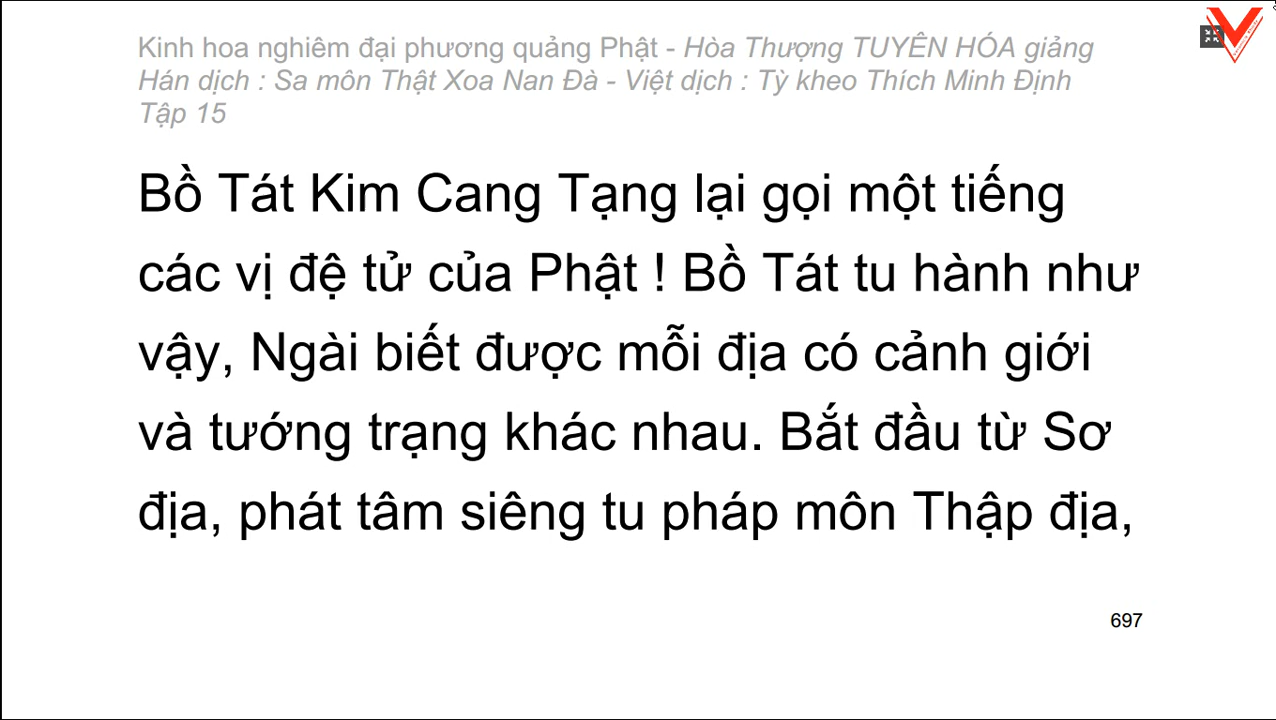 Kinh hoa nghiêm đại phương quảng Phật - Hòa Thượng TUYÊN HÓA giảng
Hán dịch : Sa môn Thật Xoa Nan Đà - Việt dịch : Tỳ kheo Thích Minh Định
Tập 15
Bồ Tát Kim Cang Tạng lại gọi một tiếng
các vị đệ tử của Phật ! Bồ Tát tu hành như
vậy, Ngài biết được mỗi địa có cảnh giới
và tướng trạng khác nhau. Bắt đầu từ Sơ
địa, phát tâm siêng tu pháp môn Thập địa,
697